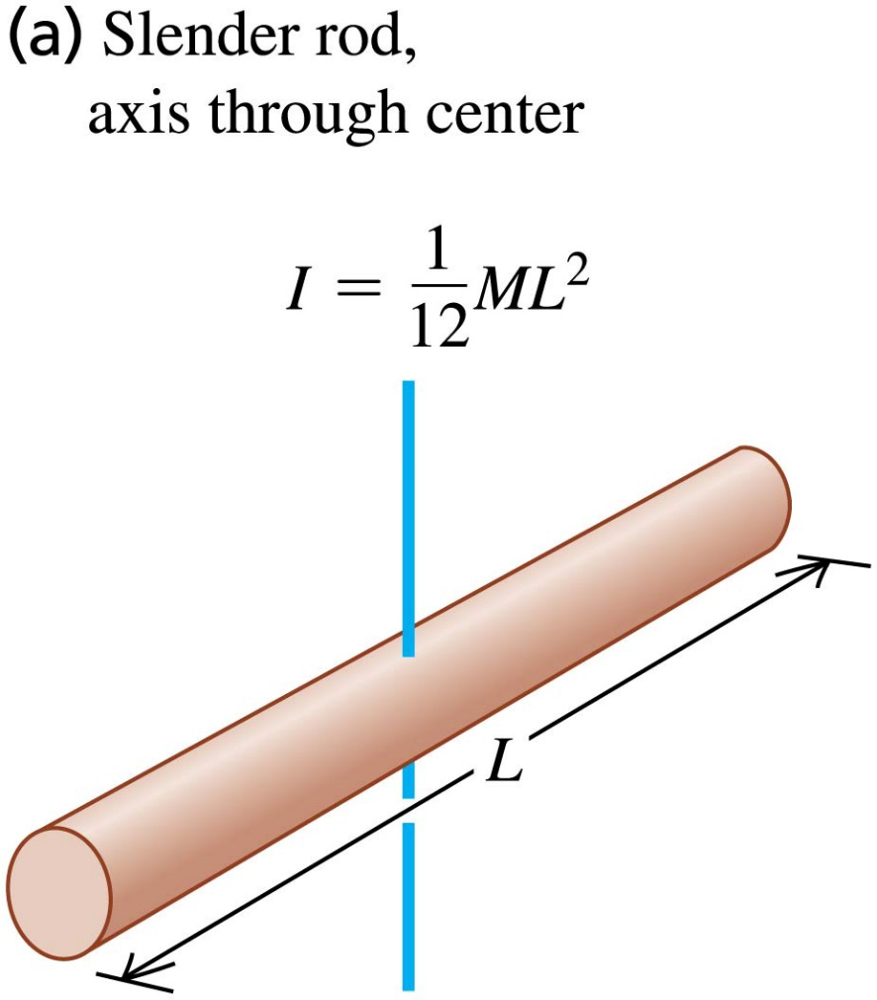 (a) Slender rod,
axis through center
I = 1/12 ML²
L